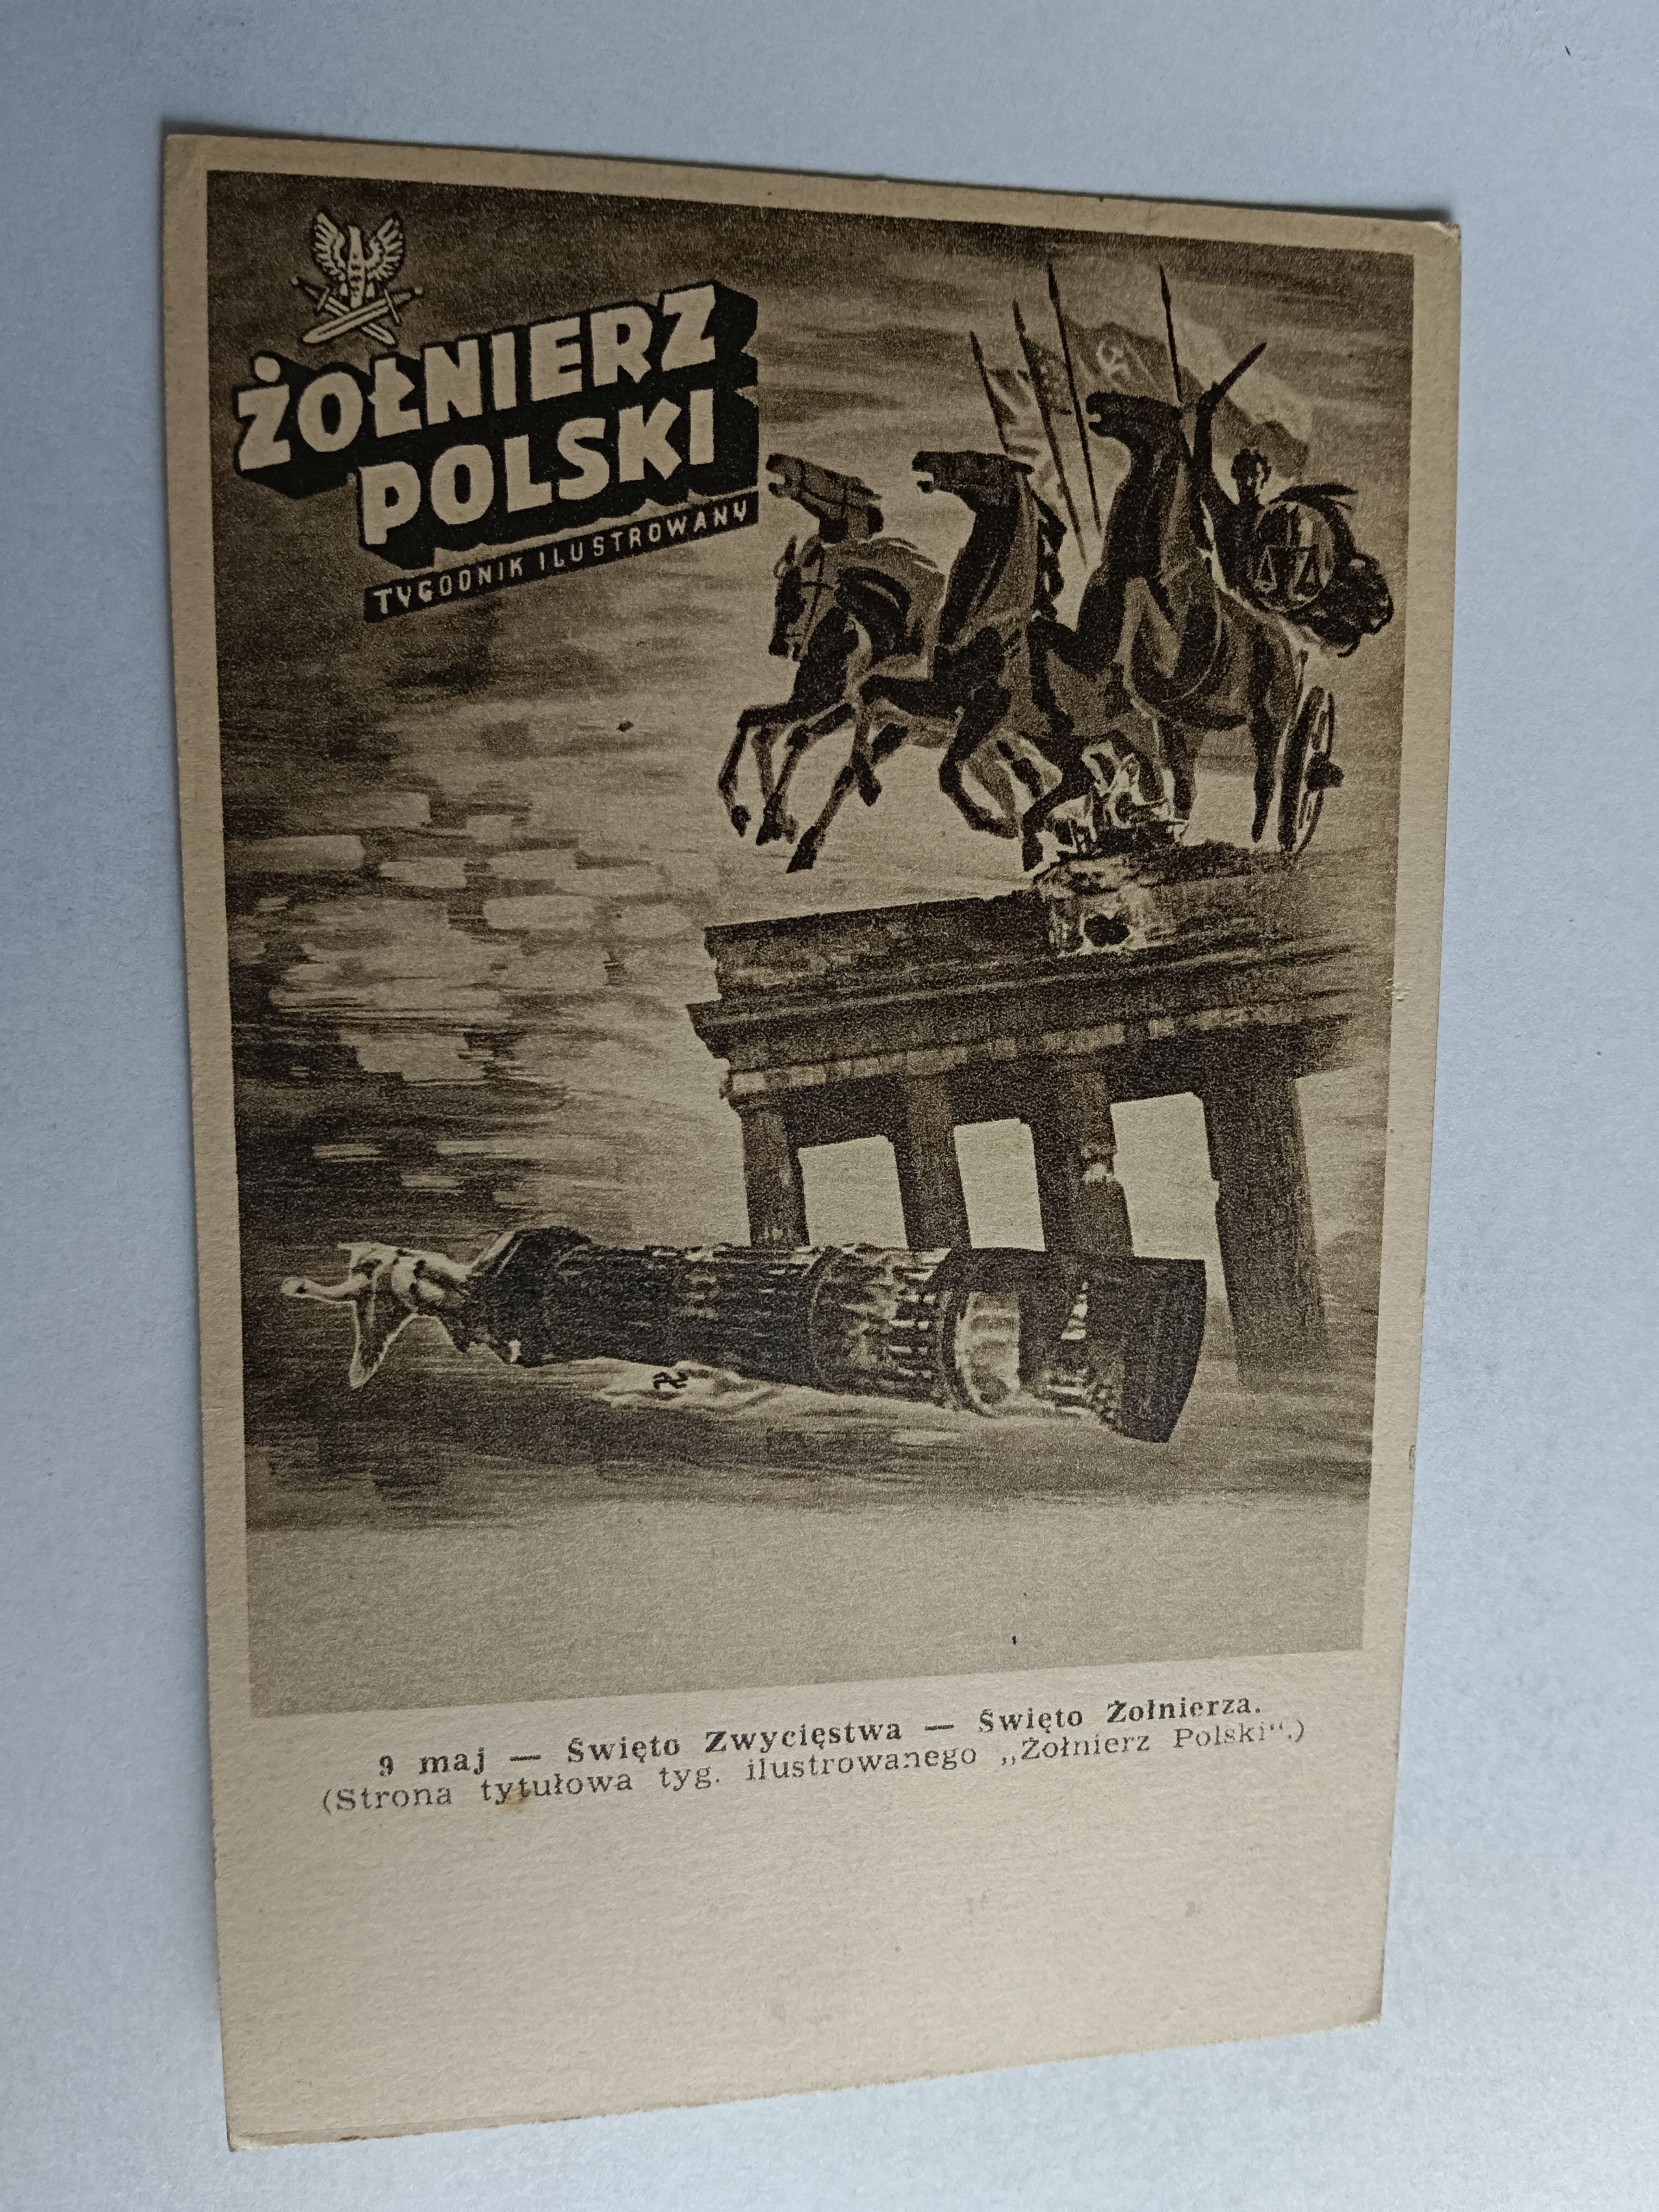 ŻOŁNIERZ
POLSKI
TYGODNIK ILUSTROWANY
9 maj — Święto Zwycięstwa — Święto Żołnierza.
(Strona tytułowa tyg. ilustrowanego „Żołnierz Polski“.)